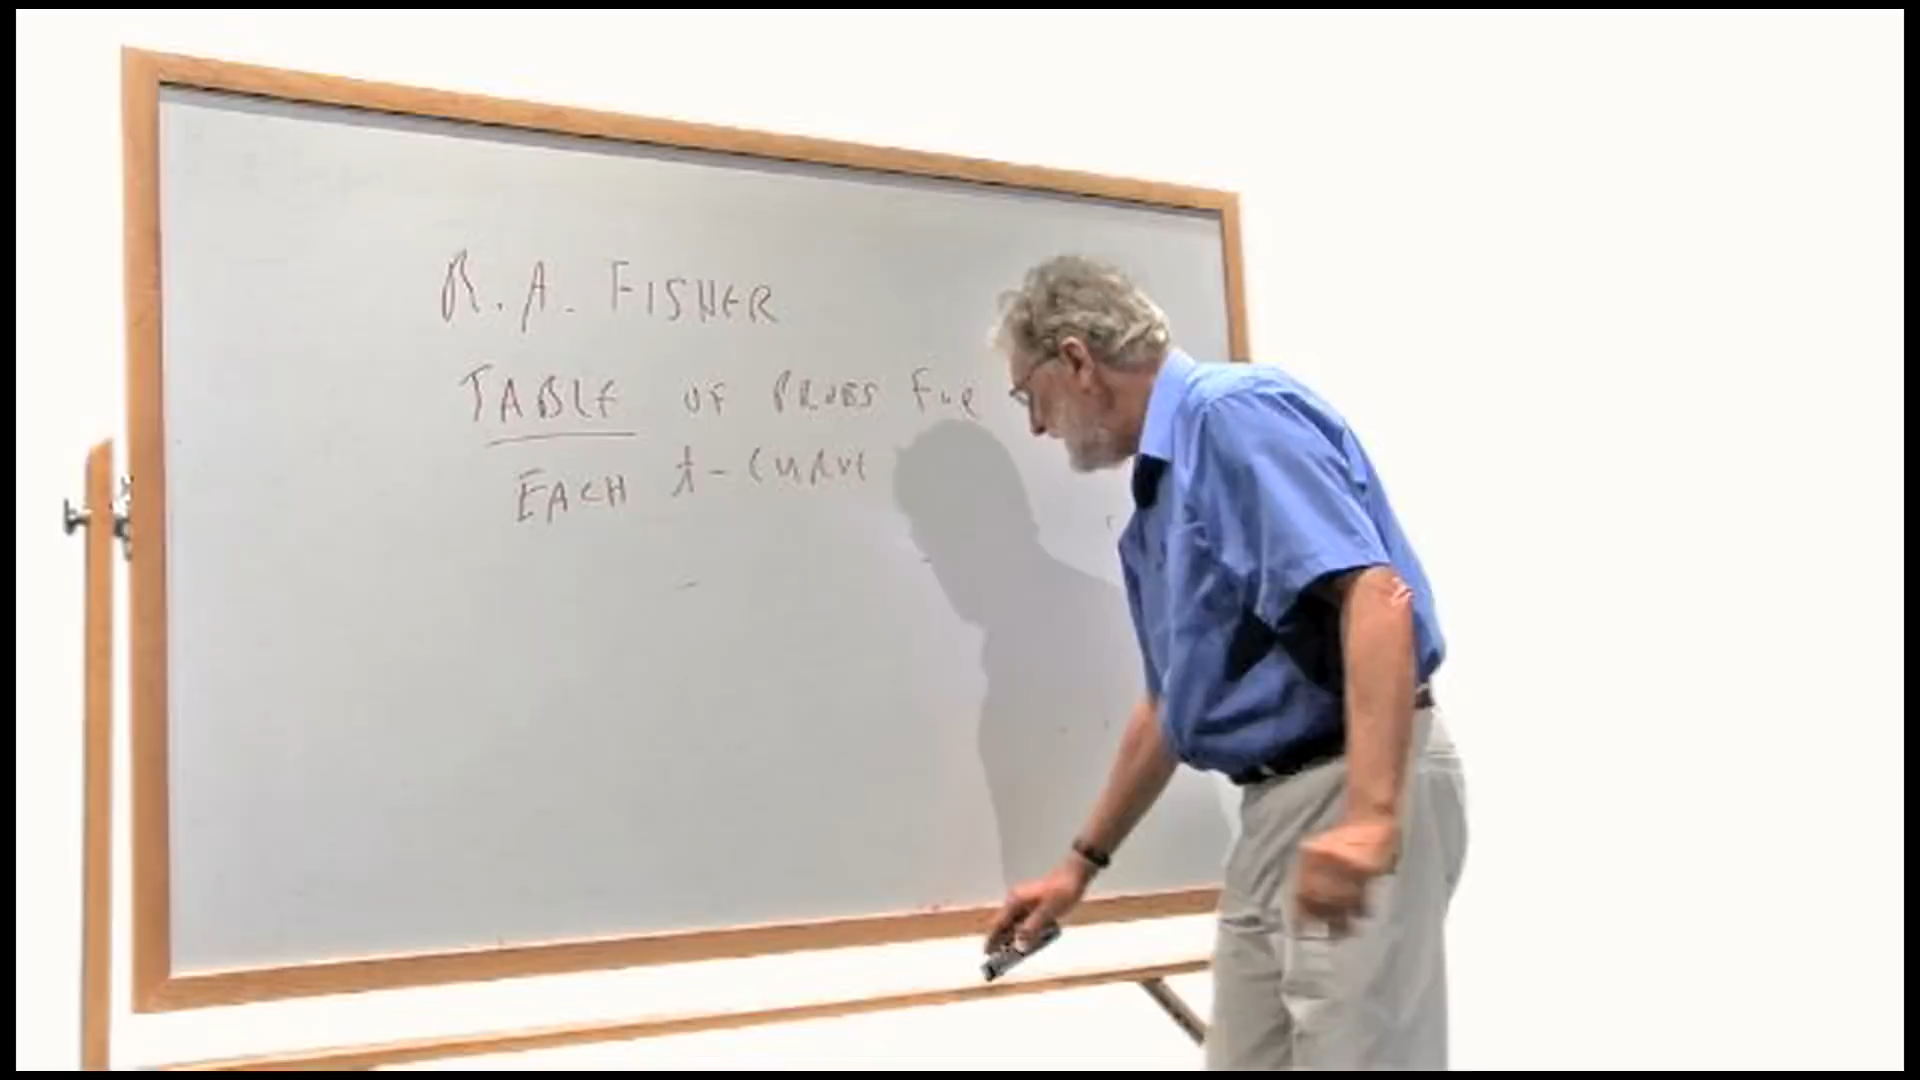 R. A. FISHER
TABLE OF PROBS FOR
EACH t-CURVE